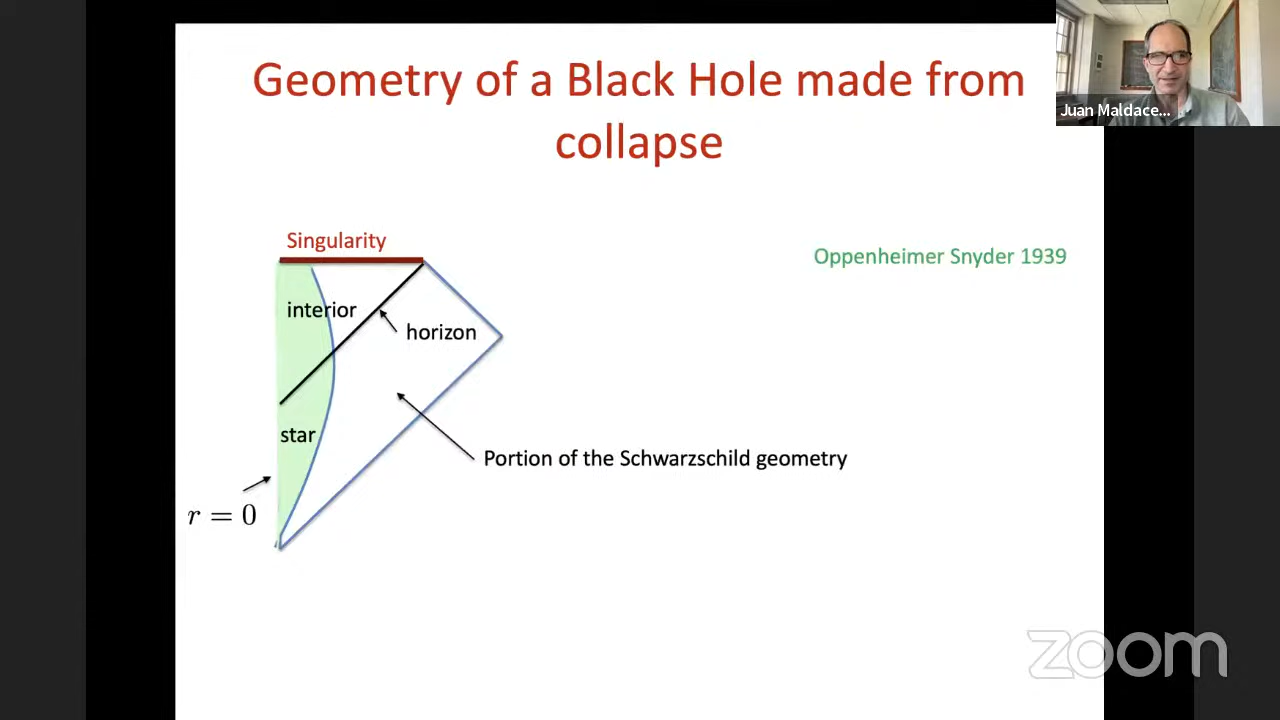 Geometry of a Black Hole made from
collapse
Juan Maldace...
Singularity
Oppenheimer Snyder 1939
interior
horizon
star
Portion of the Schwarzschild geometry
r = 0
zoom